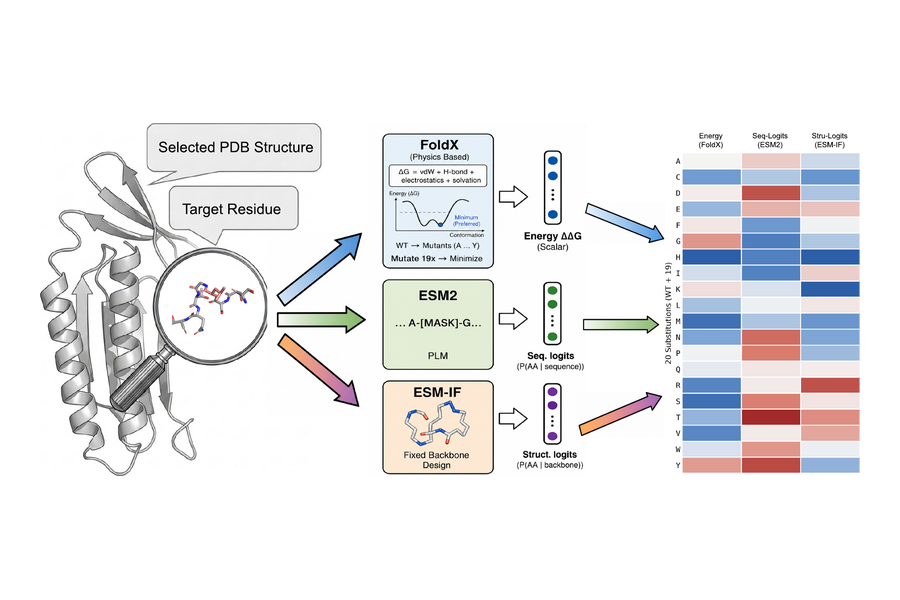 Selected PDB Structure
Target Residue
FoldX
(Physics Based)
ΔG = vdW + H-bond +
electrostatics + solvation
Energy (ΔG)
Minimum
(Preferred)
Conformation
WT → Mutants (A ... Y)
Mutate 19x → Minimize
Energy ΔΔG
(Scalar)
ESM2
... A-[MASK]-G...
PLM
Seq. logits
(P(AA | sequence))
ESM-IF
Fixed Backbone
Design
Struct. logits
(P(AA | backbone))
Energy
(FoldX)
Seq-Logits
(ESM2)
Stru-Logits
(ESM-IF)
20 Substitutions (WT + 19)
A
C
D
E
F
G
H
I
K
L
M
N
P
Q
R
S
T
V
W
Y